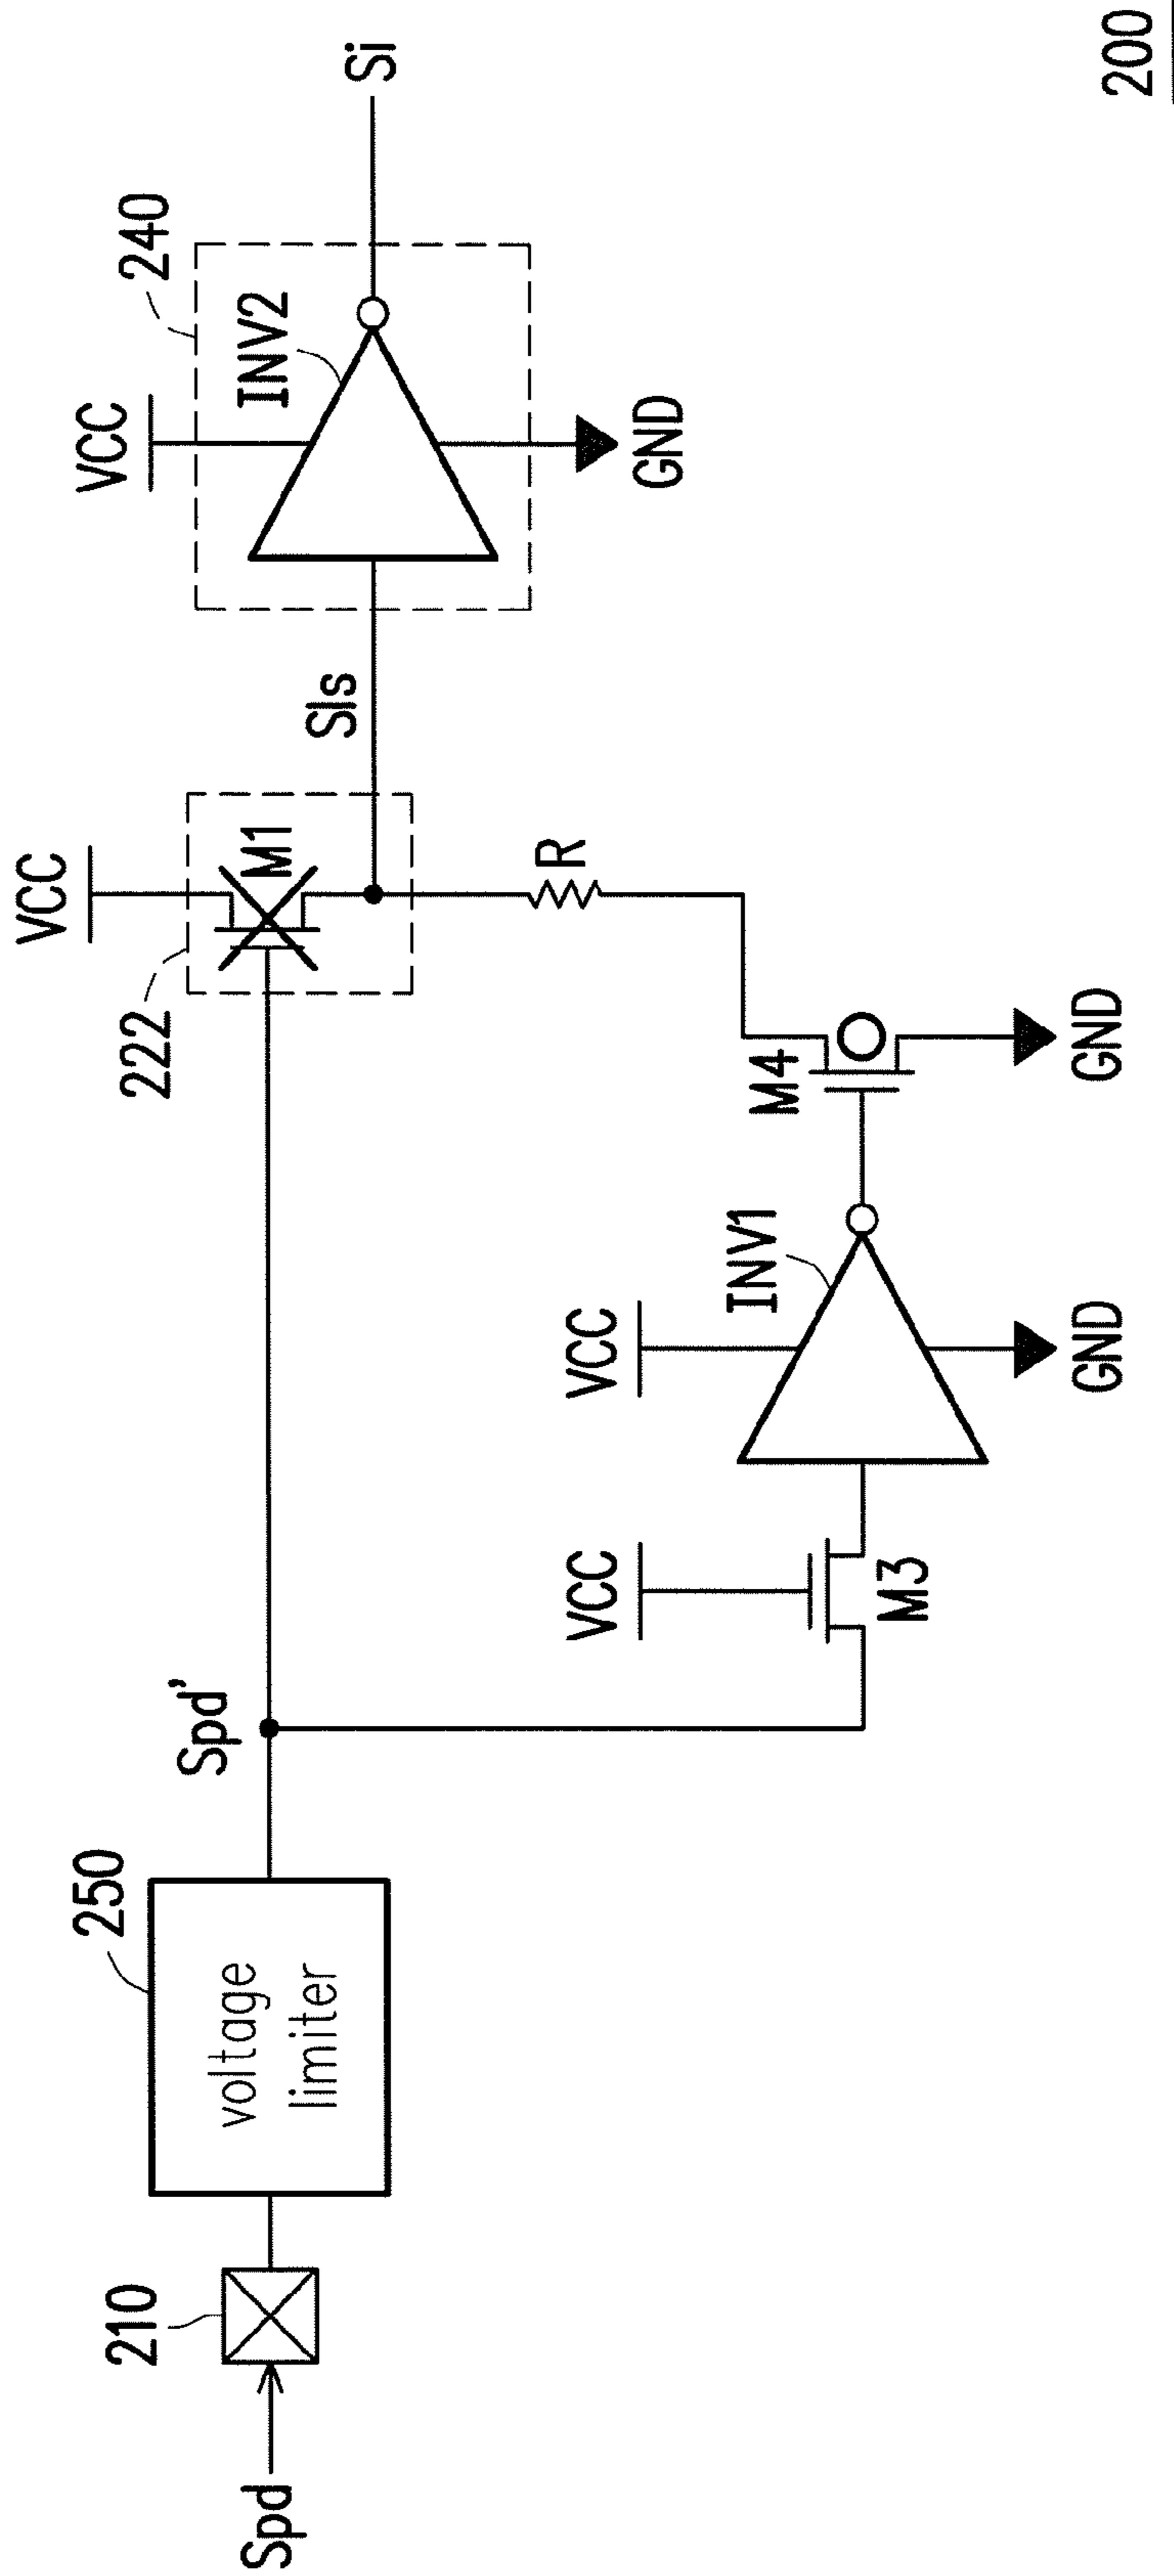 200
Spd
210
250
voltage
limiter
Spd'
VCC
M3
VCC
INV1
GND
M4
GND
222
VCC
M1
R
SIs
240
VCC
INV2
GND
Si